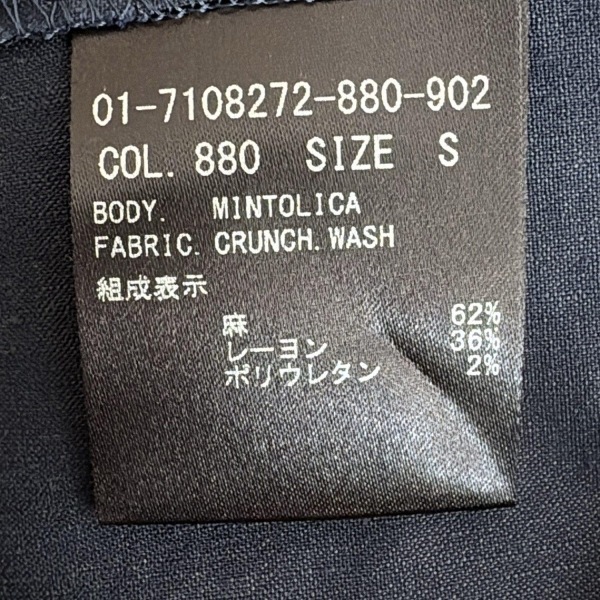 01-7108272-880-902
COL. 880 SIZE S
BODY. MINTOLICA
FABRIC. CRUNCH. WASH
組成表示
麻 62%
レーヨン 36%
ポリウレタン 2%